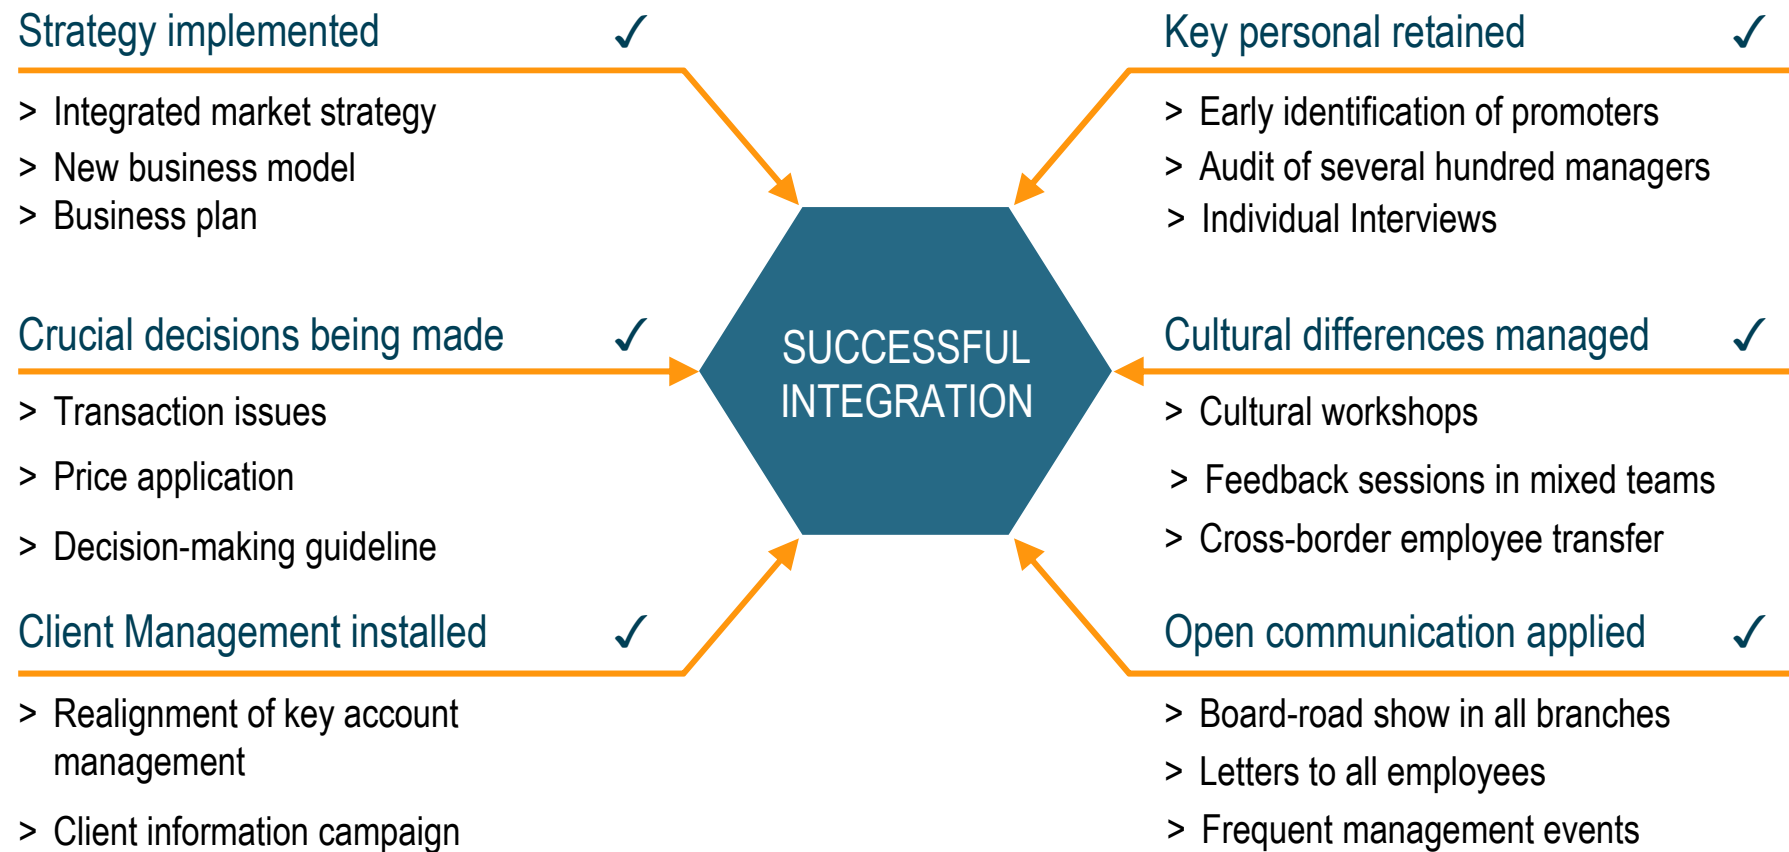 Strategy implemented ✓
> Integrated market strategy
> New business model
> Business plan
Crucial decisions being made ✓
> Transaction issues
> Price application
> Decision-making guideline
Client Management installed ✓
> Realignment of key account
management
> Client information campaign
SUCCESSFUL
INTEGRATION
Key personal retained ✓
> Early identification of promoters
> Audit of several hundred managers
> Individual Interviews
Cultural differences managed ✓
> Cultural workshops
> Feedback sessions in mixed teams
> Cross-border employee transfer
Open communication applied ✓
> Board-road show in all branches
> Letters to all employees
> Frequent management events